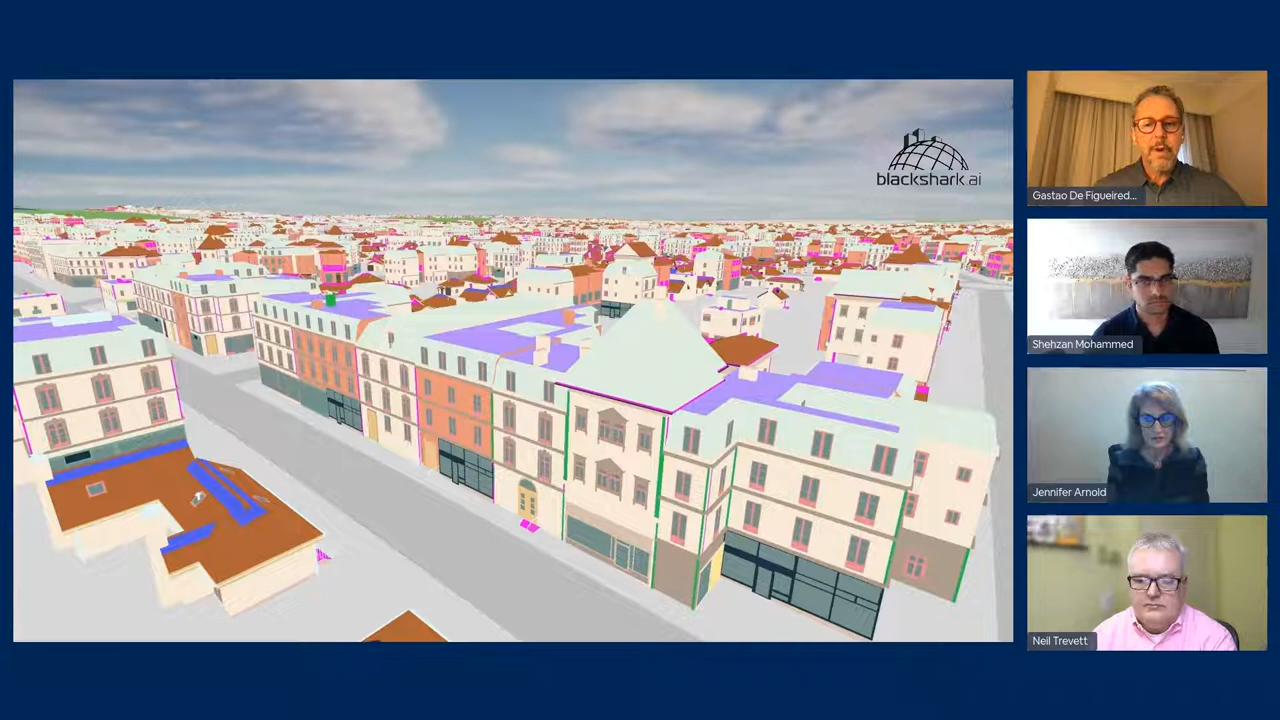 blackshark.ai
Gastao De Figueired...
Shehzan Mohammed
Jennifer Arnold
Neil Trevett